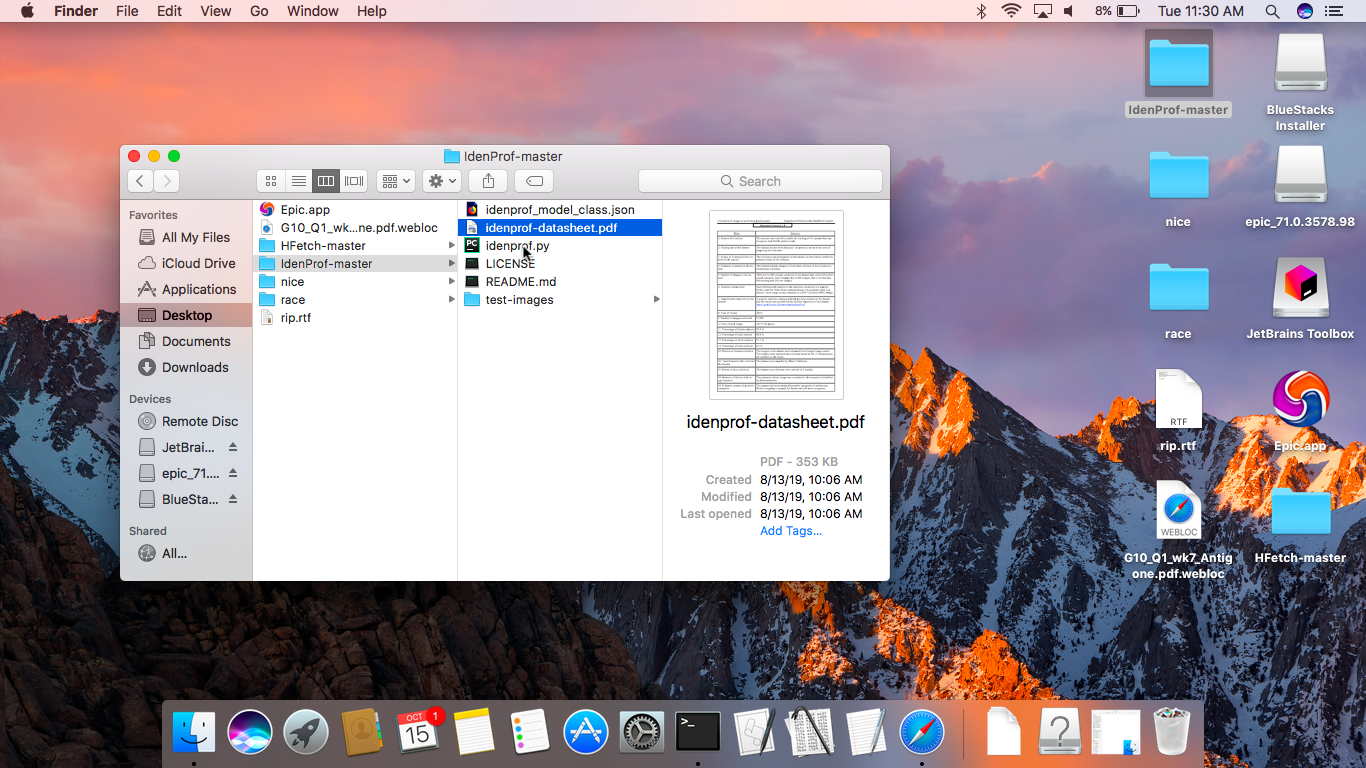 Finder File Edit View Go Window Help 8% Tue 11:30 AM
IdenProf-master
Search
Favorites
All My Files
iCloud Drive
Applications
Desktop
Documents
Downloads
Devices
Remote Disc
JetBrai...
epic_71....
BlueSta...
Shared
All...
Epic.app
G10_Q1_wk...ne.pdf.webloc
HFetch-master
IdenProf-master
nice
race
rip.rtf
idenprof_model_class.json
idenprof-datasheet.pdf
PC idenprof.py
LICENSE
README.md
test-images
idenprof-datasheet.pdf
PDF - 353 KB
Created 8/13/19, 10:06 AM
Modified 8/13/19, 10:06 AM
Last opened 8/13/19, 10:06 AM
Add Tags...
IdenProf-master
BlueStacks
Installer
nice
epic_71.0.3578.98
race
JetBrains Toolbox
RTF
rip.rtf
Epic.app
WEBLOC
G10_Q1_wk7_Antig
one.pdf.webloc
HFetch-master
OCT 1
15
>_
?